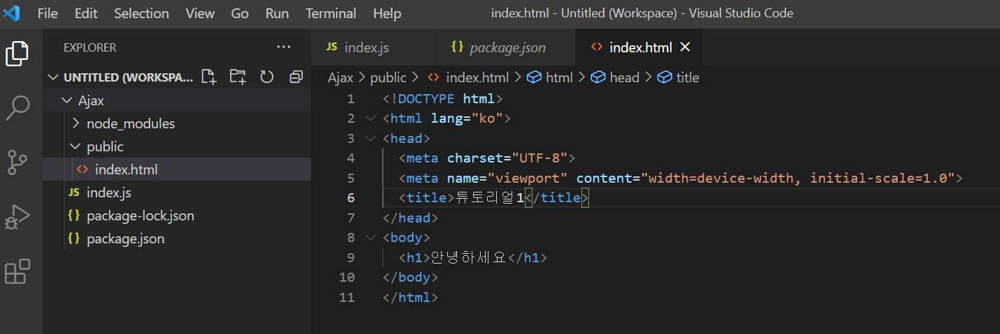 File Edit Selection View Go Run Terminal Help index.html - Untitled (Workspace) - Visual Studio Code
EXPLORER ...
UNTITLED (WORKSPA...
Ajax
node_modules
public
index.html
JS index.js
{} package-lock.json
{} package.json
JS index.js {} package.json <> index.html ×
Ajax > public > <> index.html > html > head > title
1 <!DOCTYPE html>
2 <html lang="ko">
3 <head>
4 <meta charset="UTF-8">
5 <meta name="viewport" content="width=device-width, initial-scale=1.0">
6 <title>튜토리얼1</title>
7 </head>
8 <body>
9 <h1>안녕하세요</h1>
10 </body>
11 </html>